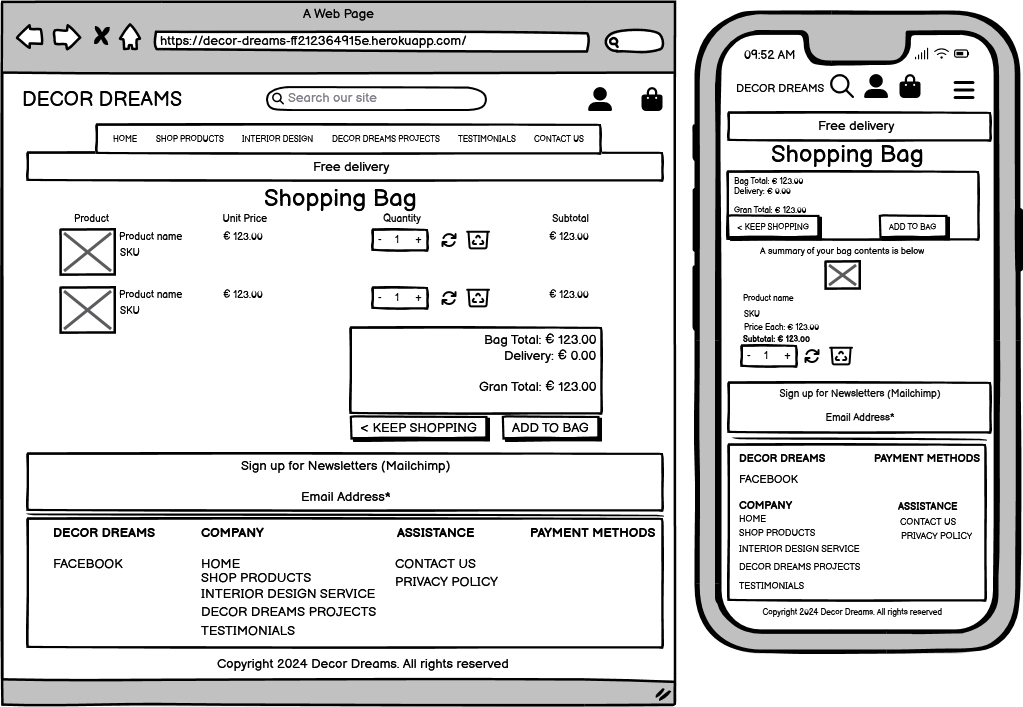 A Web Page
https://decor-dreams-ff212364915e.herokuapp.com/
DECOR DREAMS
Search our site
HOME SHOP PRODUCTS INTERIOR DESIGN DECOR DREAMS PROJECTS TESTIMONIALS CONTACT US
Free delivery
Shopping Bag
Product Unit Price Quantity Subtotal
Product name € 123.00 - 1 + € 123.00
SKU
Product name € 123.00 - 1 + € 123.00
SKU
Bag Total: € 123.00
Delivery: € 0.00
Gran Total: € 123.00
< KEEP SHOPPING ADD TO BAG
Sign up for Newsletters (Mailchimp)
Email Address*
DECOR DREAMS COMPANY ASSISTANCE PAYMENT METHODS
FACEBOOK HOME CONTACT US
SHOP PRODUCTS PRIVACY POLICY
INTERIOR DESIGN SERVICE
DECOR DREAMS PROJECTS
TESTIMONIALS
Copyright 2024 Decor Dreams. All rights reserved
09:52 AM
DECOR DREAMS
Free delivery
Shopping Bag
Bag Total: € 123.00
Delivery: € 0.00
Gran Total: € 123.00
< KEEP SHOPPING ADD TO BAG
A summary of your bag contents is below
Product name
SKU
Price Each: € 123.00
Subtotal: € 123.00
- 1 +
Sign up for Newsletters (Mailchimp)
Email Address*
DECOR DREAMS PAYMENT METHODS
FACEBOOK
COMPANY ASSISTANCE
HOME CONTACT US
SHOP PRODUCTS PRIVACY POLICY
INTERIOR DESIGN SERVICE
DECOR DREAMS PROJECTS
TESTIMONIALS
Copyright 2024 Decor Dreams. All rights reserved